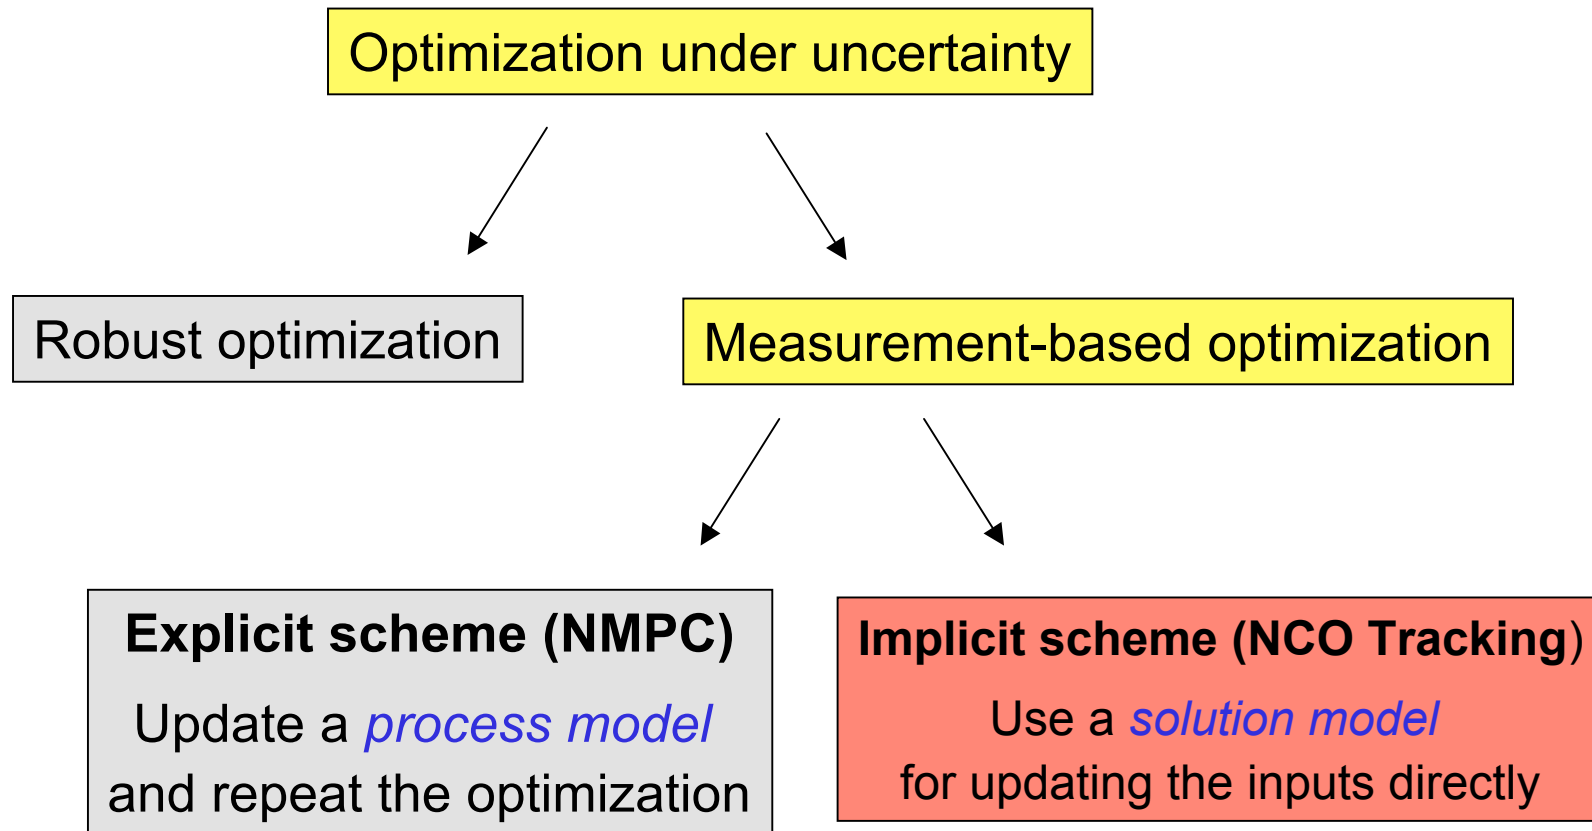 Optimization under uncertainty
Robust optimization
Measurement-based optimization
Explicit scheme (NMPC)
Update a process model
and repeat the optimization
Implicit scheme (NCO Tracking)
Use a solution model
for updating the inputs directly